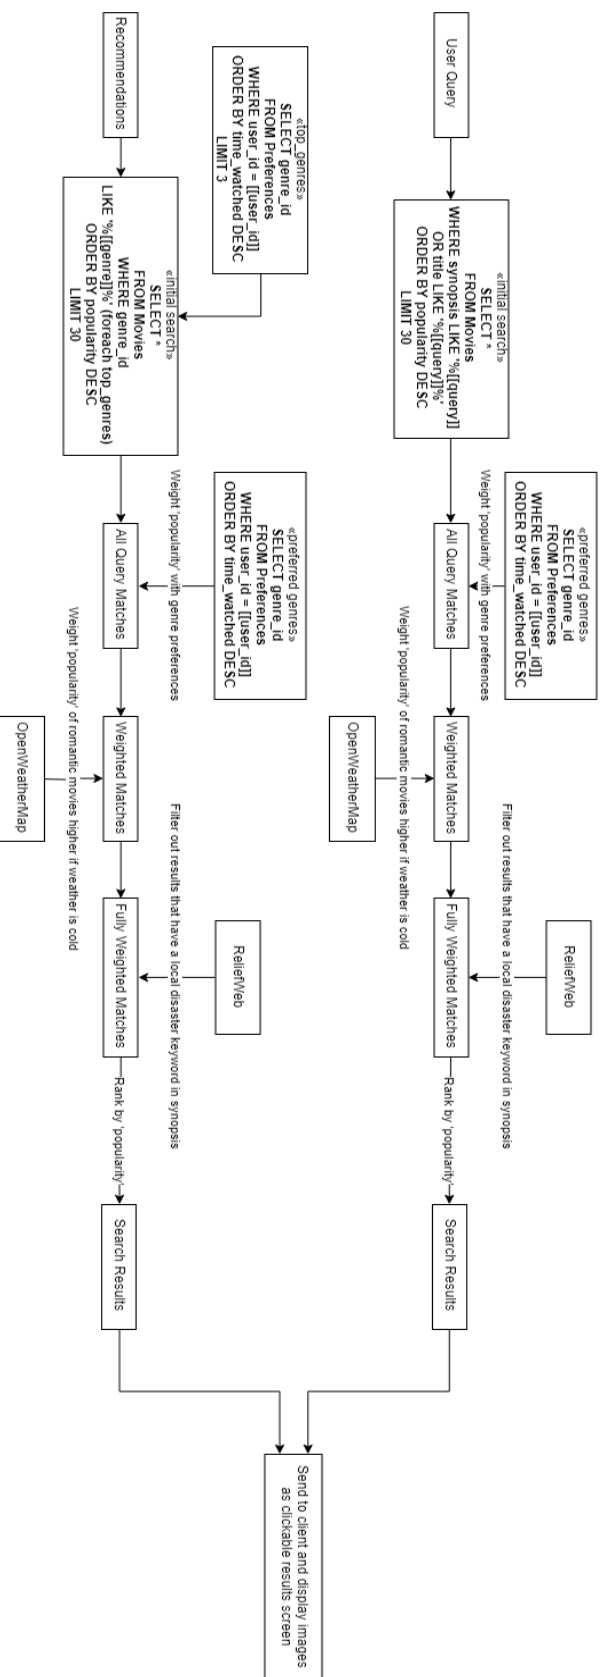 User Query
«initial search»
SELECT *
FROM Movies
WHERE synopsis LIKE '%[[query]]
OR title LIKE '%[[query]]%'
ORDER BY popularity DESC
LIMIT 30
«preferred genres»
SELECT genre_id
FROM Preferences
WHERE user_id = [[user_id]]
ORDER BY time_watched DESC
Weight 'popularity' with genre preferences
All Query Matches
Weighted Matches
Weight 'popularity' of romantic movies higher if weather is cold
OpenWeatherMap
ReliefWeb
Filter out results that have a local disaster keyword in synopsis
Fully Weighted Matches
Rank by 'popularity'
Search Results
«top_genres»
SELECT genre_id
FROM Preferences
WHERE user_id = [[user_id]]
ORDER BY time_watched DESC
LIMIT 3
Recommendations
«initial search»
SELECT *
FROM Movies
WHERE genre_id
LIKE '%[[genre]]%' (foreach top_genres)
ORDER BY popularity DESC
LIMIT 30
«preferred genres»
SELECT genre_id
FROM Preferences
WHERE user_id = [[user_id]]
ORDER BY time_watched DESC
Weight 'popularity' with genre preferences
All Query Matches
Weighted Matches
Weight 'popularity' of romantic movies higher if weather is cold
OpenWeatherMap
ReliefWeb
Filter out results that have a local disaster keyword in synopsis
Fully Weighted Matches
Rank by 'popularity'
Search Results
Send to client and display images
as clickable results screen